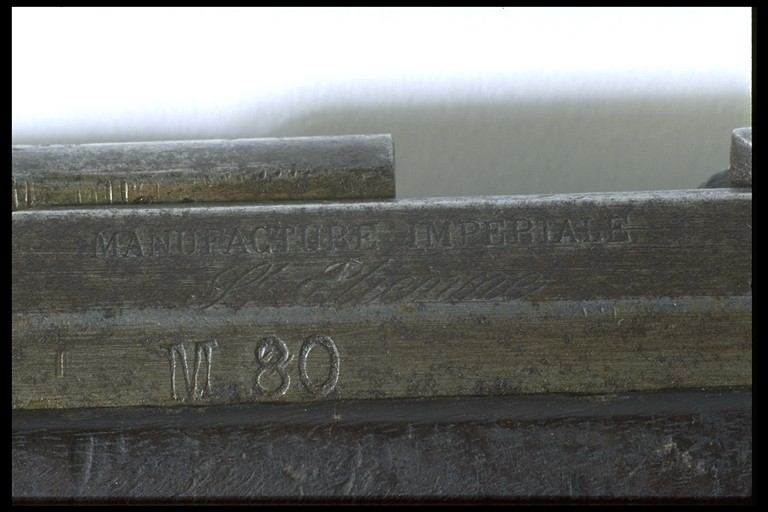 MANUFACTURE IMPERIALE
St. Etienne
M 80